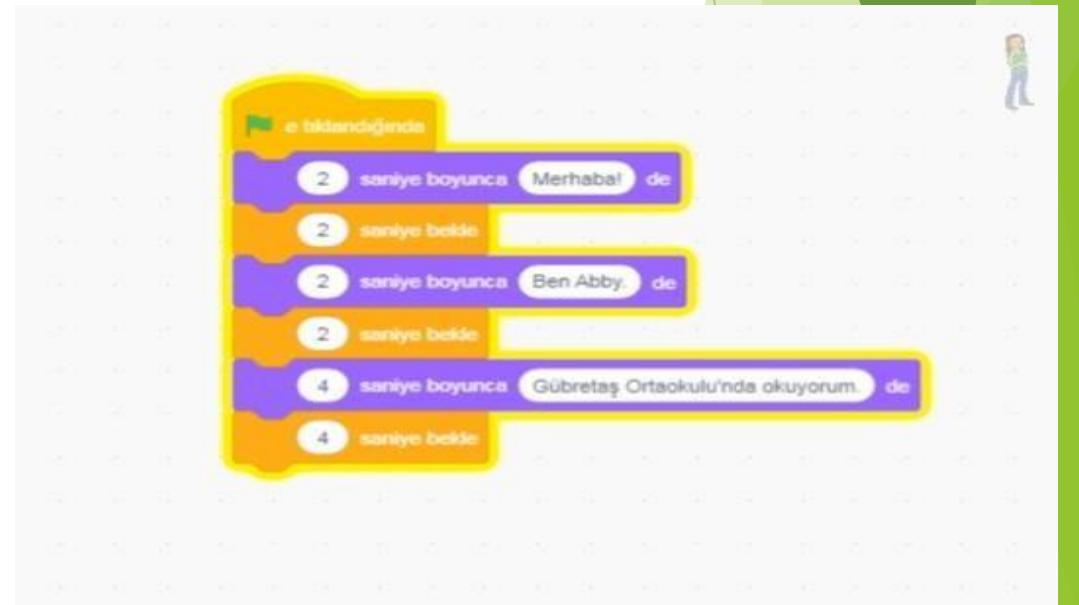 e tıklandığında
2 saniye boyunca Merhaba! de
2 saniye bekle
2 saniye boyunca Ben Abby. de
2 saniye bekle
4 saniye boyunca Gübretaş Ortaokulu'nda okuyorum. de
4 saniye bekle